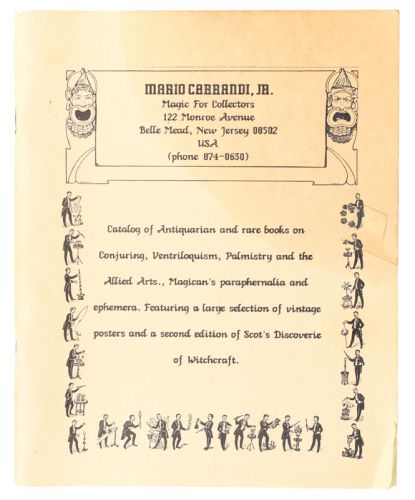 MARIO CARRANDI, JR.
Magic For Collectors
122 Monroe Avenue
Belle Mead, New Jersey 08502
USA
(phone 874-0630)
Catalog of Antiquarian and rare books on
Conjuring, Ventriloquism, Palmistry and the
Allied Arts., Magican's paraphernalia and
ephemera. Featuring a large selection of vintage
posters and a second edition of Scot's Discoverie
of Witchcraft.